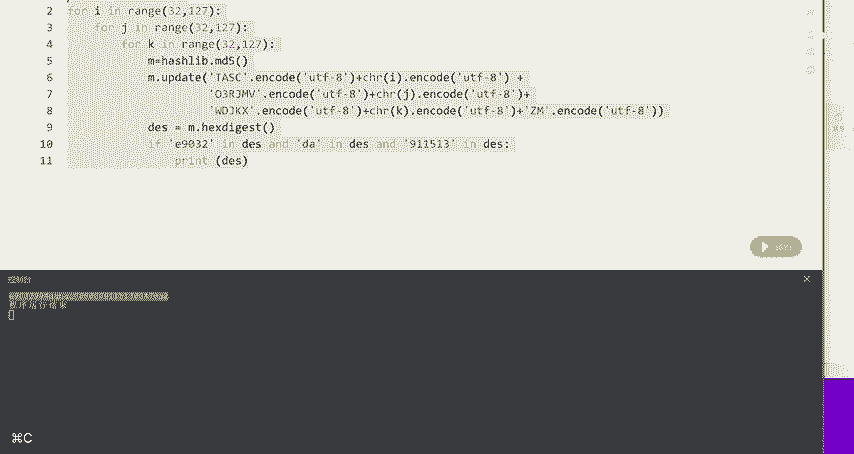 2 for i in range(32,127):
3 for j in range(32,127):
4 for k in range(32,127):
5 m=hashlib.md5()
6 m.update('TASC'.encode('utf-8')+chr(i).encode('utf-8') +
7 'O3RJMV'.encode('utf-8')+chr(j).encode('utf-8')+
8 'WDJKX'.encode('utf-8')+chr(k).encode('utf-8')+'ZM'.encode('utf-8'))
9 des = m.hexdigest()
10 if 'e9032' in des and 'da' in des and '911513' in des:
11 print (des)
控制台
程序运行结束
⌘C